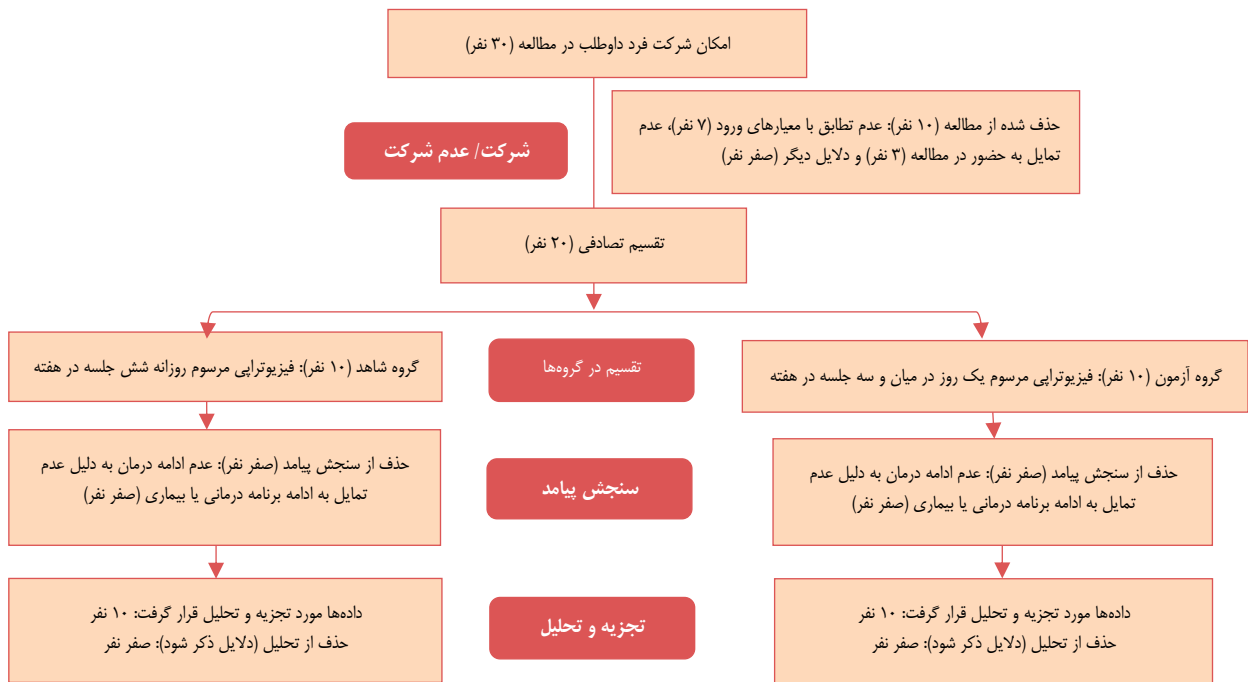 امکان شرکت فرد داوطلب در مطالعه (۳۰ نفر)
حذف شده از مطالعه (۱۰ نفر): عدم تطابق با معیارهای ورود (۷ نفر)، عدم
تمایل به حضور در مطالعه (۳ نفر) و دلایل دیگر (صفر نفر)
شرکت/ عدم شرکت
تقسیم تصادفی (۲۰ نفر)
گروه آزمون (۱۰ نفر): فیزیوتراپی مرسوم یک روز در میان و سه جلسه در هفته
تقسیم در گروه‌ها
گروه شاهد (۱۰ نفر): فیزیوتراپی مرسوم روزانه شش جلسه در هفته
حذف از سنجش پیامد (صفر نفر): عدم ادامه درمان به دلیل عدم
تمایل به ادامه برنامه درمانی یا بیماری (صفر نفر)
سنجش پیامد
حذف از سنجش پیامد (صفر نفر): عدم ادامه درمان به دلیل عدم
تمایل به ادامه برنامه درمانی یا بیماری (صفر نفر)
داده‌ها مورد تجزیه و تحلیل قرار گرفت: ۱۰ نفر
حذف از تحلیل (دلایل ذکر شود): صفر نفر
تجزیه و تحلیل
داده‌ها مورد تجزیه و تحلیل قرار گرفت: ۱۰ نفر
حذف از تحلیل (دلایل ذکر شود): صفر نفر